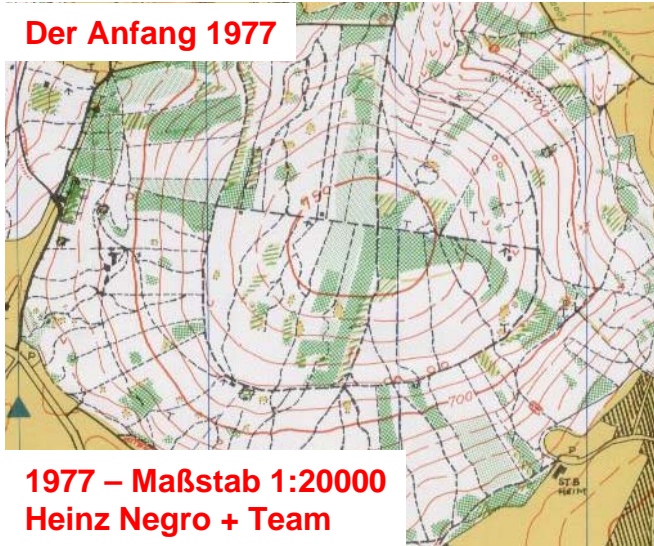 Der Anfang 1977
750
700
700
P
P
ST.B
HEIM
1977 – Maßstab 1:20000
Heinz Negro + Team